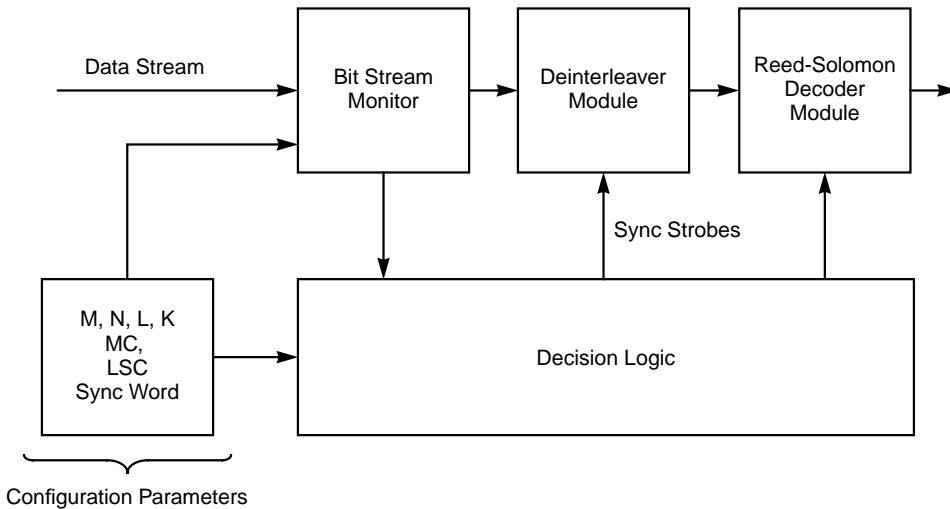 Data Stream
Bit Stream
Monitor
Deinterleaver
Module
Reed-Solomon
Decoder
Module
Sync Strobes
M, N, L, K
MC,
LSC
Sync Word
Decision Logic
Configuration Parameters